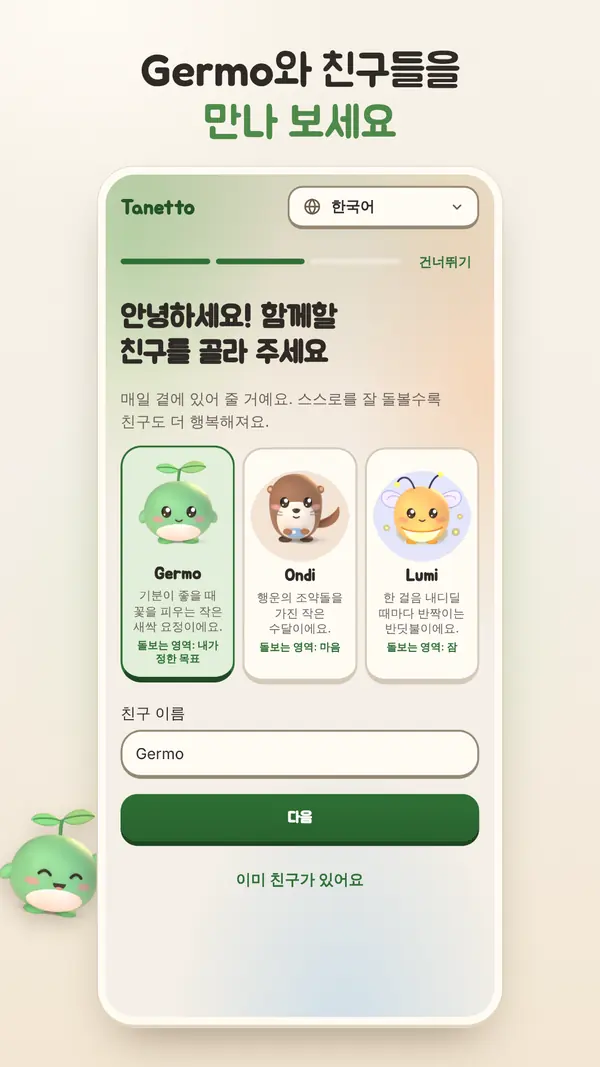 Germo와 친구들을
만나 보세요
Tanetto
한국어
건너뛰기
안녕하세요! 함께할
친구를 골라 주세요
매일 곁에 있어 줄 거예요. 스스로를 잘 돌볼수록
친구도 더 행복해져요.
Germo
기분이 좋을 때
꽃을 피우는 작은
새싹 요정이에요.
돌보는 영역: 내가
정한 목표
Ondi
행운의 조약돌을
가진 작은
수달이에요.
돌보는 영역: 마음
Lumi
한 걸음 내디딜
때마다 반짝이는
반딧불이에요.
돌보는 영역: 잠
친구 이름
Germo
다음
이미 친구가 있어요